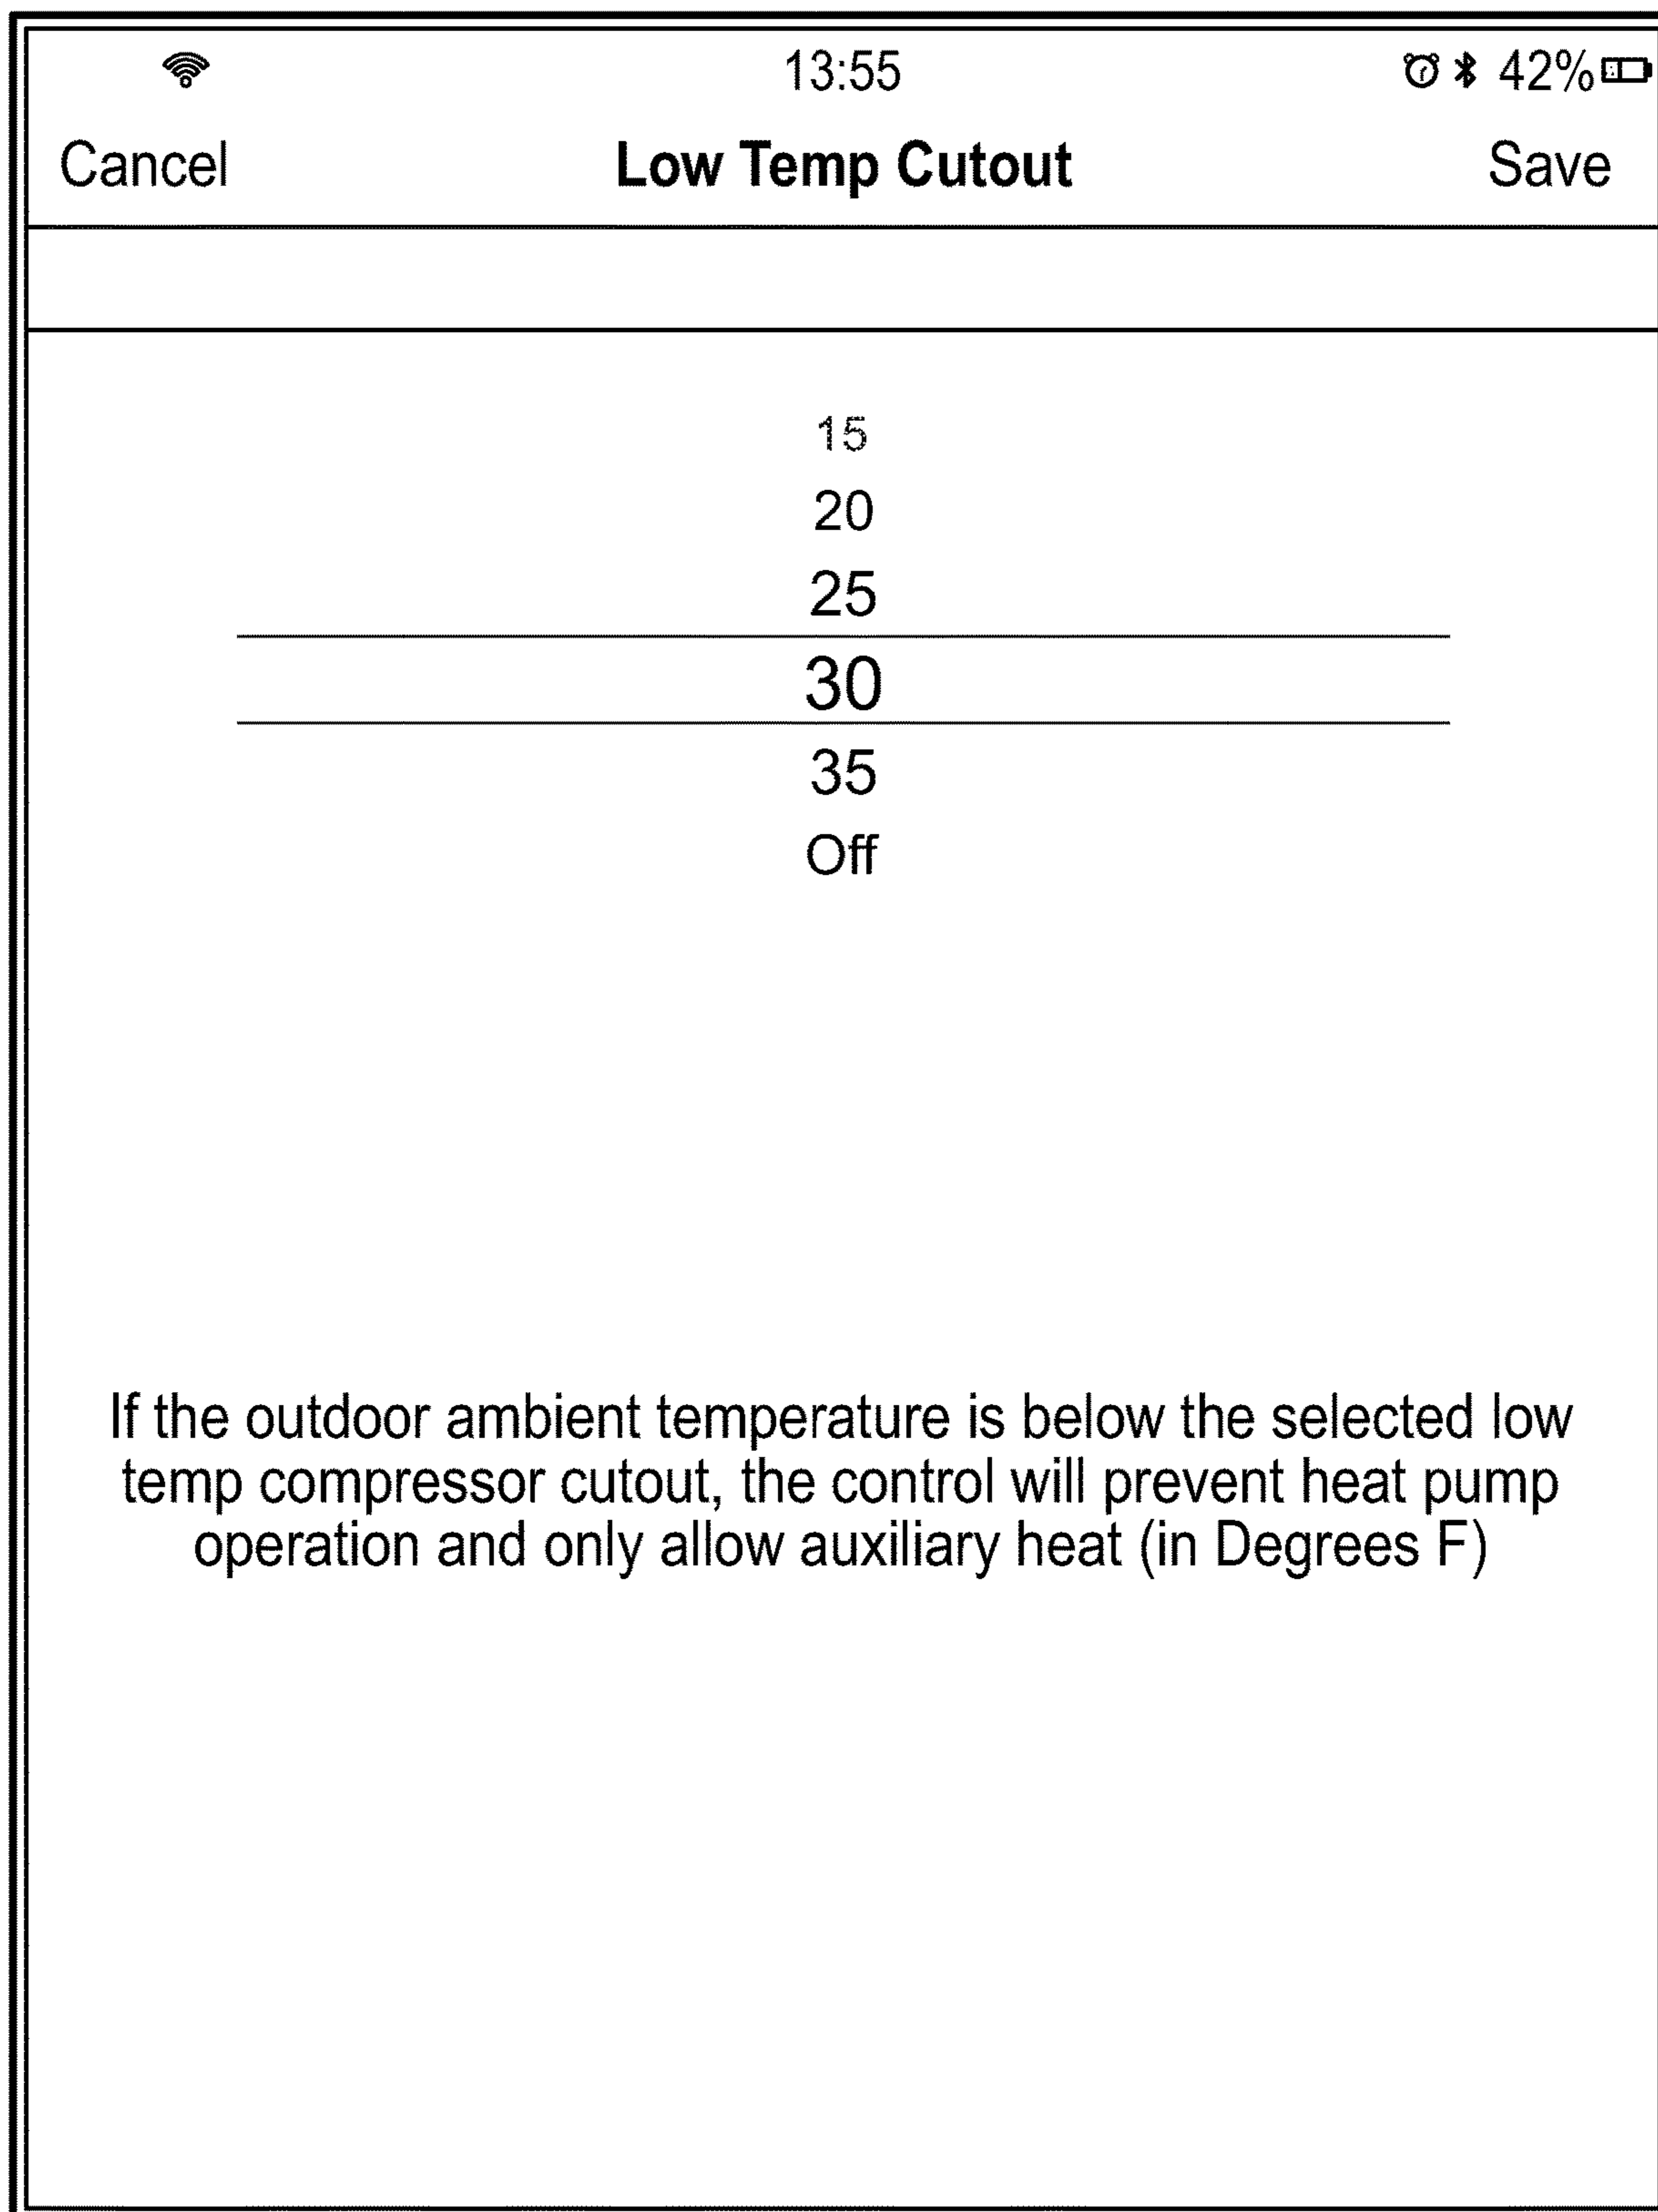 13:55
42%
Cancel
Low Temp Cutout
Save
15
20
25
30
35
Off
If the outdoor ambient temperature is below the selected low
temp compressor cutout, the control will prevent heat pump
operation and only allow auxiliary heat (in Degrees F)